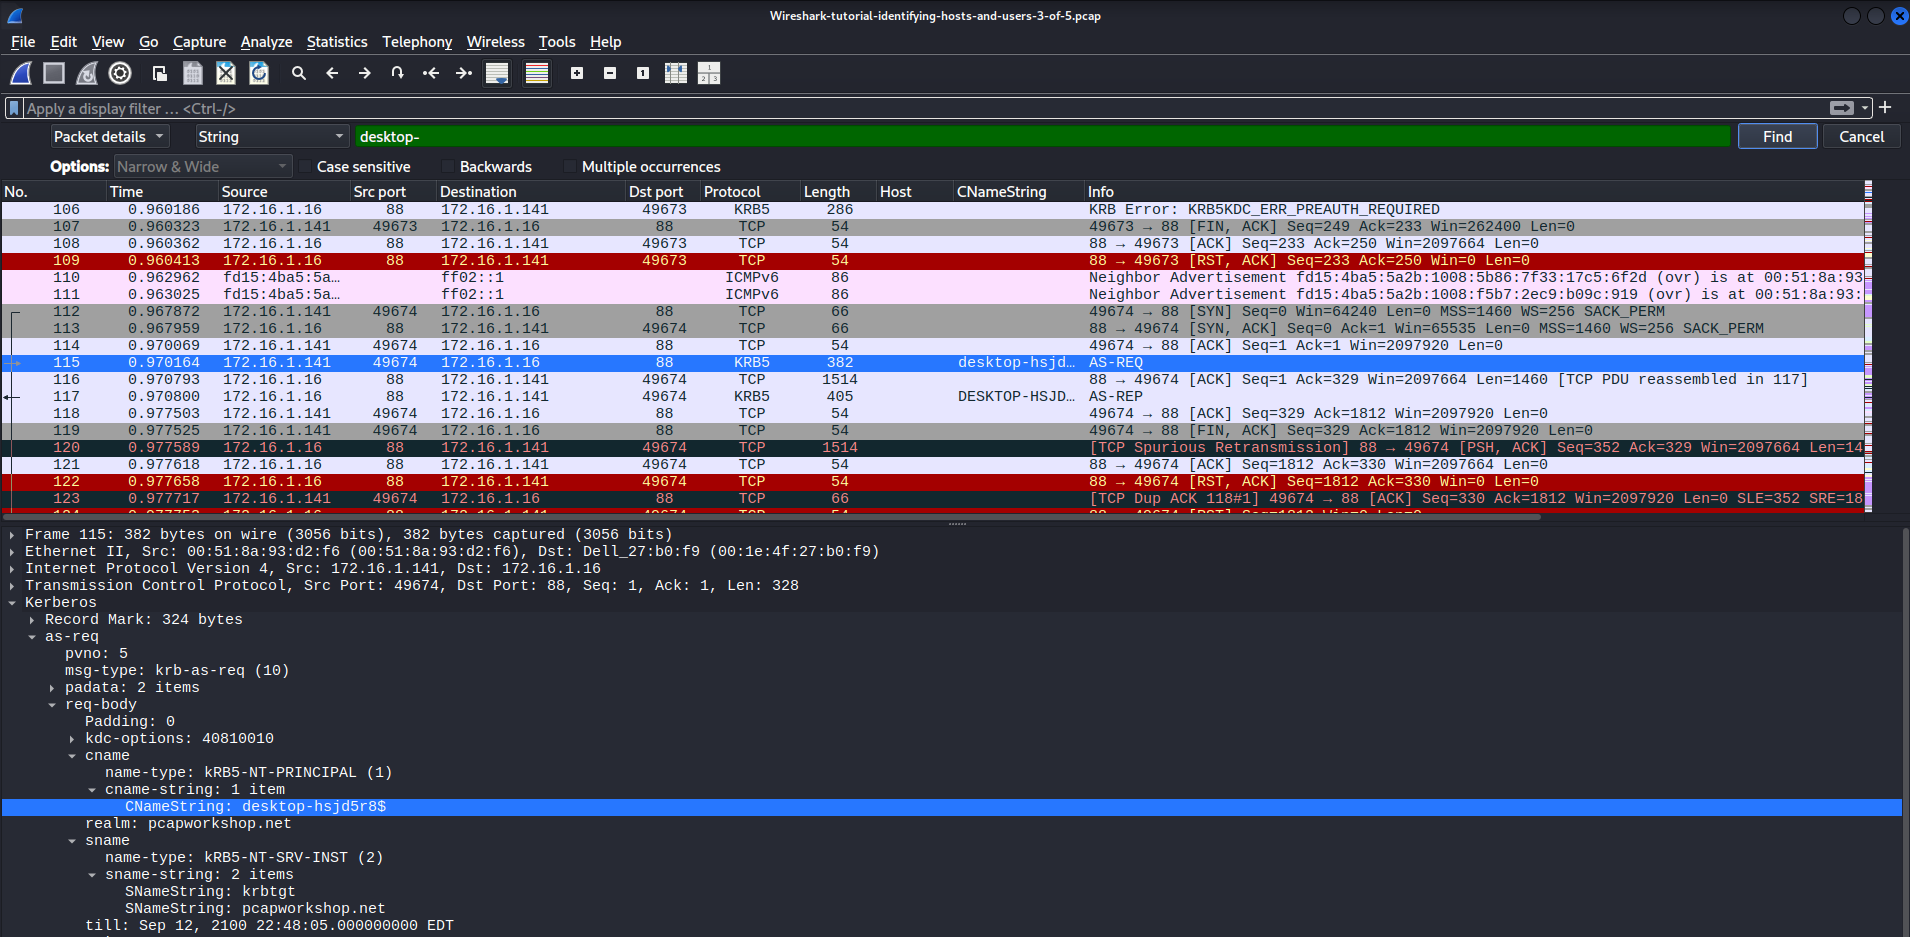 Wireshark-tutorial-identifying-hosts-and-users-3-of-5.pcap
File Edit View Go Capture Analyze Statistics Telephony Wireless Tools Help
Apply a display filter … <Ctrl-/>
Packet details String desktop- Find Cancel
Options: Narrow & Wide Case sensitive Backwards Multiple occurrences
No. Time Source Src port Destination Dst port Protocol Length Host CNameString Info
106 0.960186 172.16.1.16 88 172.16.1.141 49673 KRB5 286 KRB Error: KRB5KDC_ERR_PREAUTH_REQUIRED
107 0.960323 172.16.1.141 49673 172.16.1.16 88 TCP 54 49673 → 88 [FIN, ACK] Seq=249 Ack=233 Win=262400 Len=0
108 0.960362 172.16.1.16 88 172.16.1.141 49673 TCP 54 88 → 49673 [ACK] Seq=233 Ack=250 Win=2097664 Len=0
109 0.960413 172.16.1.16 88 172.16.1.141 49673 TCP 54 88 → 49673 [RST, ACK] Seq=233 Ack=250 Win=0 Len=0
110 0.962962 fd15:4ba5:5a… ff02::1 ICMPv6 86 Neighbor Advertisement fd15:4ba5:5a2b:1008:5b86:7f33:17c5:6f2d (ovr) is at 00:51:8a:93
111 0.963025 fd15:4ba5:5a… ff02::1 ICMPv6 86 Neighbor Advertisement fd15:4ba5:5a2b:1008:f5b7:2ec9:b09c:919 (ovr) is at 00:51:8a:93:
112 0.967872 172.16.1.141 49674 172.16.1.16 88 TCP 66 49674 → 88 [SYN] Seq=0 Win=64240 Len=0 MSS=1460 WS=256 SACK_PERM
113 0.967959 172.16.1.16 88 172.16.1.141 49674 TCP 66 88 → 49674 [SYN, ACK] Seq=0 Ack=1 Win=65535 Len=0 MSS=1460 WS=256 SACK_PERM
114 0.970069 172.16.1.141 49674 172.16.1.16 88 TCP 54 49674 → 88 [ACK] Seq=1 Ack=1 Win=2097920 Len=0
115 0.970164 172.16.1.141 49674 172.16.1.16 88 KRB5 382 desktop-hsjd… AS-REQ
116 0.970793 172.16.1.16 88 172.16.1.141 49674 TCP 1514 88 → 49674 [ACK] Seq=1 Ack=329 Win=2097664 Len=1460 [TCP PDU reassembled in 117]
117 0.970800 172.16.1.16 88 172.16.1.141 49674 KRB5 405 DESKTOP-HSJD… AS-REP
118 0.977503 172.16.1.141 49674 172.16.1.16 88 TCP 54 49674 → 88 [ACK] Seq=329 Ack=1812 Win=2097920 Len=0
119 0.977525 172.16.1.141 49674 172.16.1.16 88 TCP 54 49674 → 88 [FIN, ACK] Seq=329 Ack=1812 Win=2097920 Len=0
120 0.977589 172.16.1.16 88 172.16.1.141 49674 TCP 1514 [TCP Spurious Retransmission] 88 → 49674 [PSH, ACK] Seq=352 Ack=329 Win=2097664 Len=14
121 0.977618 172.16.1.16 88 172.16.1.141 49674 TCP 54 88 → 49674 [ACK] Seq=1812 Ack=330 Win=2097664 Len=0
122 0.977658 172.16.1.16 88 172.16.1.141 49674 TCP 54 88 → 49674 [RST, ACK] Seq=1812 Ack=330 Win=0 Len=0
123 0.977717 172.16.1.141 49674 172.16.1.16 88 TCP 66 [TCP Dup ACK 118#1] 49674 → 88 [ACK] Seq=330 Ack=1812 Win=2097920 Len=0 SLE=352 SRE=18
Frame 115: 382 bytes on wire (3056 bits), 382 bytes captured (3056 bits)
Ethernet II, Src: 00:51:8a:93:d2:f6 (00:51:8a:93:d2:f6), Dst: Dell_27:b0:f9 (00:1e:4f:27:b0:f9)
Internet Protocol Version 4, Src: 172.16.1.141, Dst: 172.16.1.16
Transmission Control Protocol, Src Port: 49674, Dst Port: 88, Seq: 1, Ack: 1, Len: 328
Kerberos
Record Mark: 324 bytes
as-req
pvno: 5
msg-type: krb-as-req (10)
padata: 2 items
req-body
Padding: 0
kdc-options: 40810010
cname
name-type: kRB5-NT-PRINCIPAL (1)
cname-string: 1 item
CNameString: desktop-hsjd5r8$
realm: pcapworkshop.net
sname
name-type: kRB5-NT-SRV-INST (2)
sname-string: 2 items
SNameString: krbtgt
SNameString: pcapworkshop.net
till: Sep 12, 2100 22:48:05.000000000 EDT